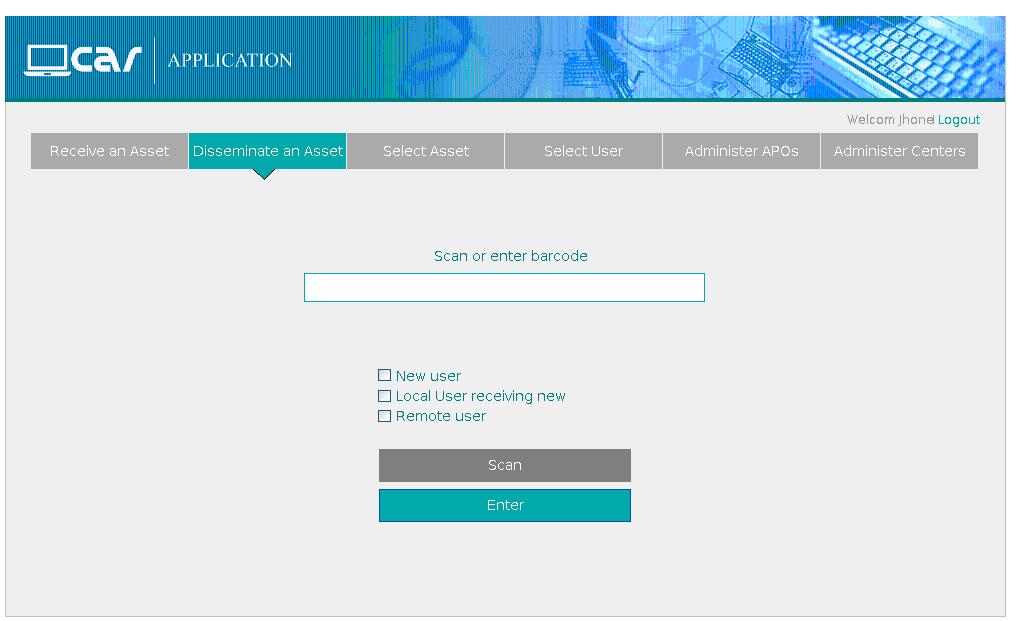 car APPLICATION
Welcom Jhone Logout
Receive an Asset Disseminate an Asset Select Asset Select User Administer APOs Administer Centers
Scan or enter barcode
New user
Local User receiving new
Remote user
Scan
Enter